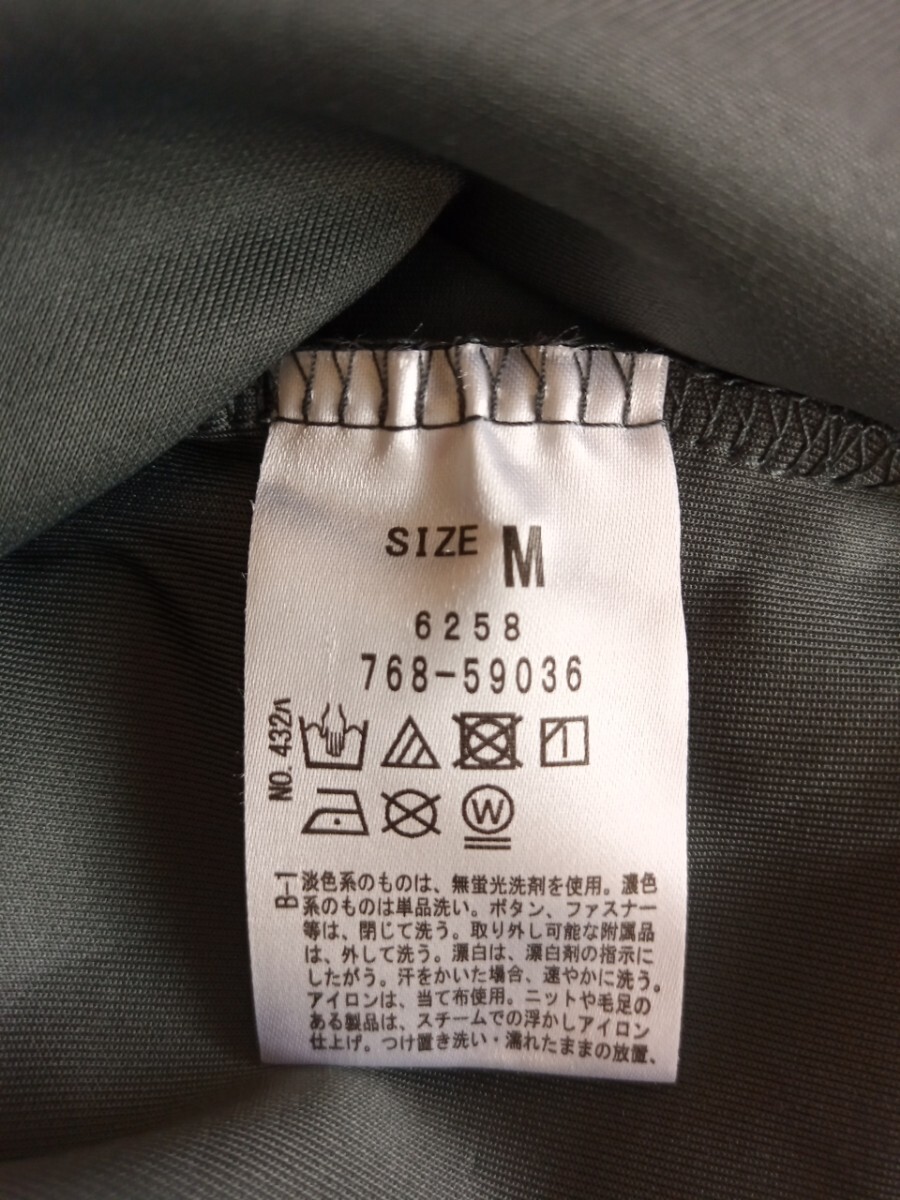 SIZE M
6258
768-59036
NO. 432ハ
W
B-1
淡色系のものは、無蛍光洗剤を使用。濃色
系のものは単品洗い。ボタン、ファスナー
等は、閉じて洗う。取り外し可能な附属品
は、外して洗う。漂白は、漂白剤の指示に
したがう。汗をかいた場合、速やかに洗う。
アイロンは、当て布使用。ニットや毛足の
ある製品は、スチームでの浮かしアイロン
仕上げ。つけ置き洗い・濡れたままの放置、